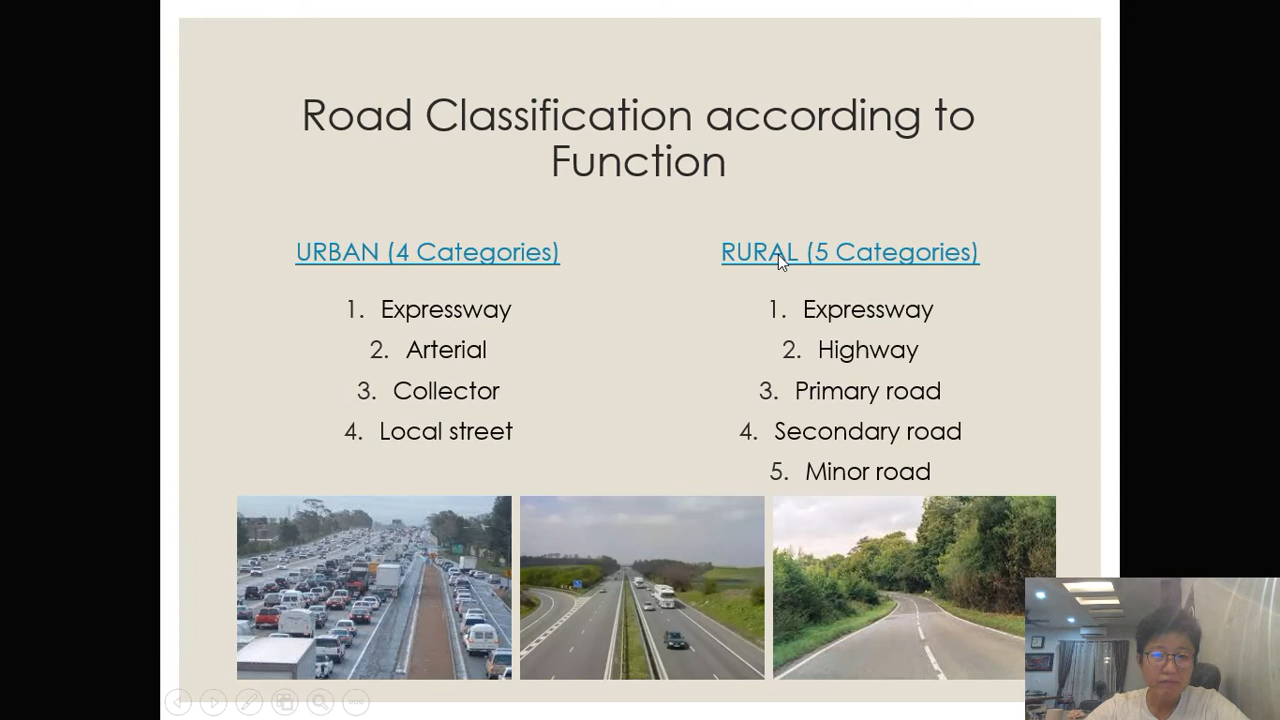 Road Classification according to
Function
URBAN (4 Categories)
1. Expressway
2. Arterial
3. Collector
4. Local street
RURAL (5 Categories)
1. Expressway
2. Highway
3. Primary road
4. Secondary road
5. Minor road